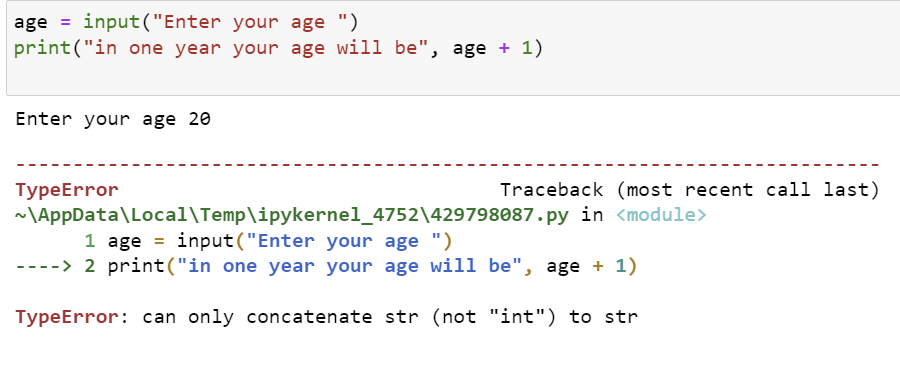 age = input("Enter your age ")
print("in one year your age will be", age + 1)
Enter your age 20
---------------------------------------------------------------------------
TypeError                                 Traceback (most recent call last)
~\AppData\Local\Temp\ipykernel_4752\429798087.py in <module>
      1 age = input("Enter your age ")
----> 2 print("in one year your age will be", age + 1)
TypeError: can only concatenate str (not "int") to str